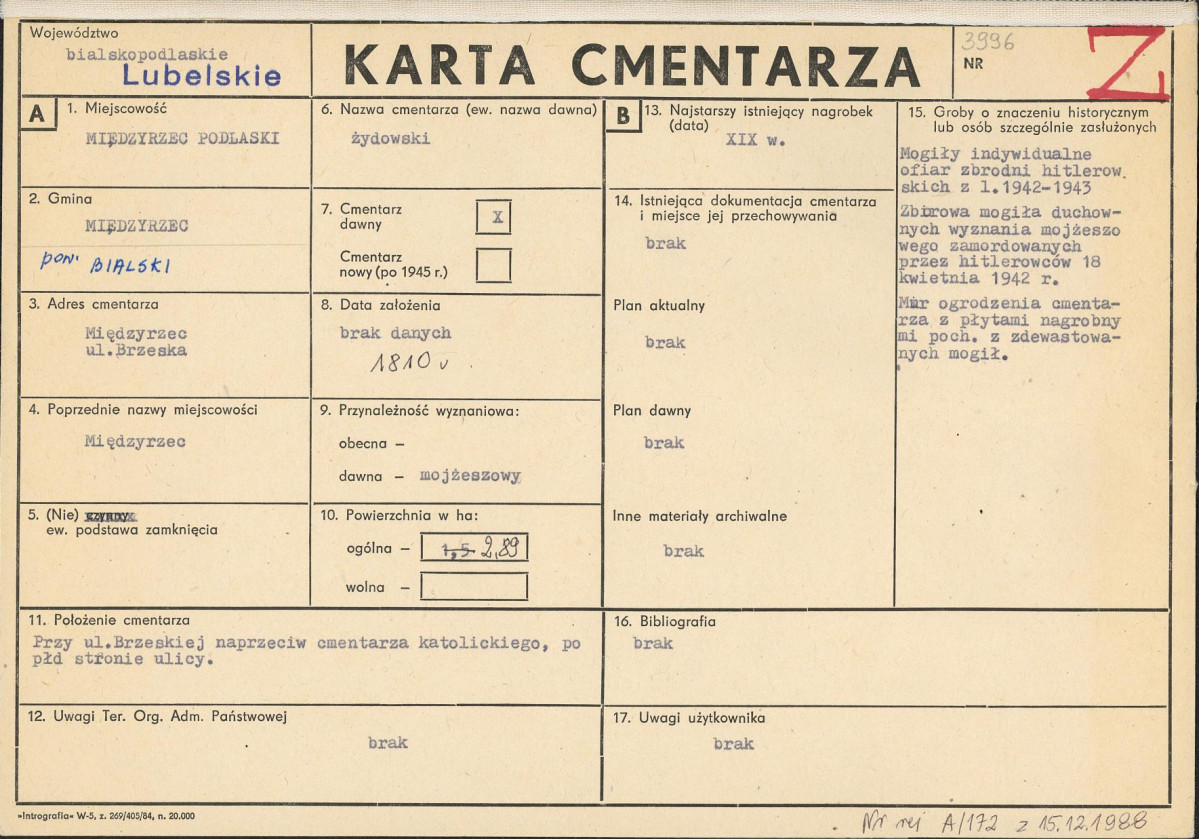 Województwo
bialskopodlaskie
Lubelskie
KARTA CMENTARZA
3996
NR
Z
A
1. Miejscowość
MIĘDZYRZEC PODLASKI
2. Gmina
MIĘDZYRZEC
pow. BIALSKI
3. Adres cmentarza
Międzyrzec
ul.Brzeska
4. Poprzednie nazwy miejscowości
Międzyrzec
5. (Nie) czynny
ew. podstawa zamknięcia
6. Nazwa cmentarza (ew. nazwa dawna)
żydowski
7. Cmentarz
dawny
X
Cmentarz
nowy (po 1945 r.)
8. Data założenia
brak danych
1810
9. Przynależność wyznaniowa:
obecna –
dawna – mojżeszowy
10. Powierzchnia w ha:
ogólna – 1,5 2,89
wolna –
11. Położenie cmentarza
Przy ul.Brzeskiej naprzeciw cmentarza katolickiego, po
płd stronie ulicy.
12. Uwagi Ter. Org. Adm. Państwowej
brak
B
13. Najstarszy istniejący nagrobek
(data)
XIX w.
14. Istniejąca dokumentacja cmentarza
i miejsce jej przechowywania
brak
Plan aktualny
brak
Plan dawny
brak
Inne materiały archiwalne
brak
15. Groby o znaczeniu historycznym
lub osób szczególnie zasłużonych
Mogiły indywidualne
ofiar zbrodni hitlerow.
skich z l.1942-1943
Zbirowa mogiła duchow-
nych wyznania mojżeszo
wego zamordowanych
przez hitlerowców 18
kwietnia 1942 r.
Mur ogrodzenia cmenta-
rza z płytami nagrobny
mi poch. z zdewastowa-
nych mogił.
16. Bibliografia
brak
17. Uwagi użytkownika
brak
»Intrografia« W-5, z. 269/405/84, n. 20.000
Nr rej A/172 z 15.12.1988